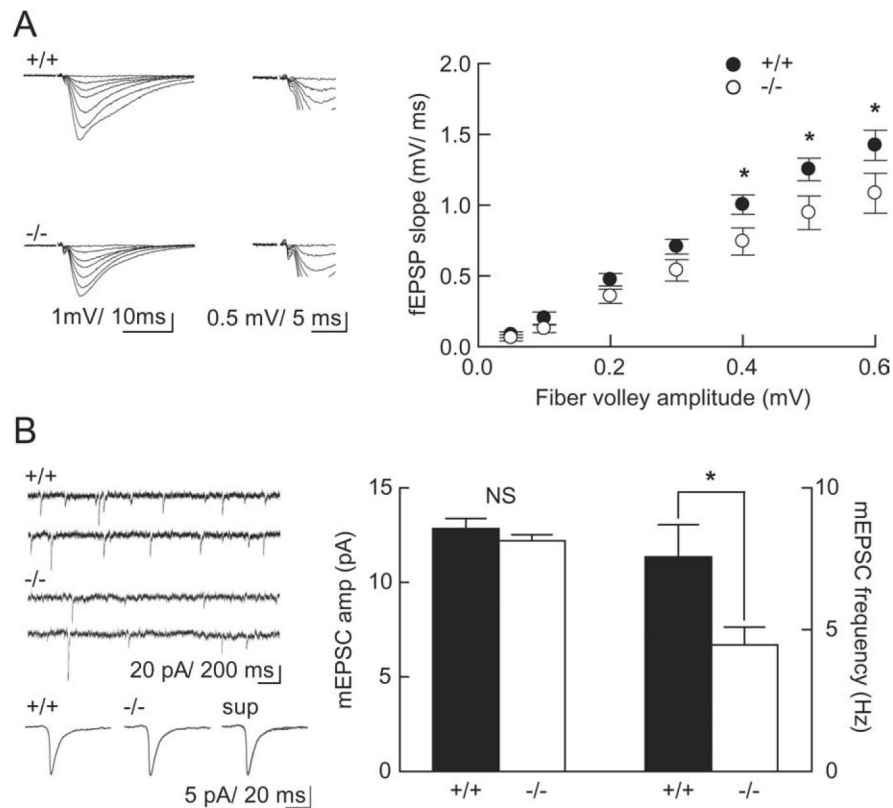 A
+/+
-/-
1mV/ 10ms
0.5 mV/ 5 ms
fEPSP slope (mV/ ms)
2.0
1.5
1.0
0.5
0.0
+/+
-/-
*
*
*
0.0
0.2
0.4
0.6
Fiber volley amplitude (mV)
B
+/+
-/-
20 pA/ 200 ms
+/+
-/-
sup
5 pA/ 20 ms
mEPSC amp (pA)
15
10
5
0
NS
*
+/+
-/-
+/+
-/-
10
5
0
mEPSC frequency (Hz)